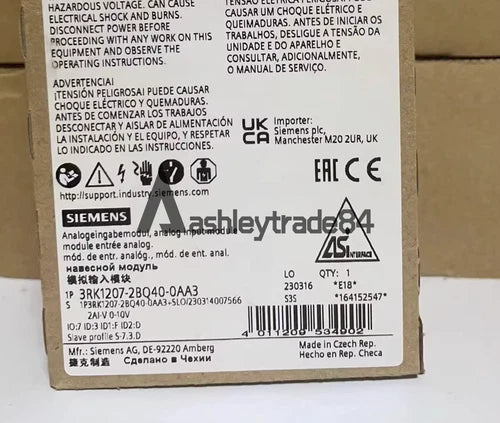 HAZARDOUS VOLTAGE. CAN CAUSE
ELECTRICAL SHOCK AND BURNS.
DISCONNECT POWER BEFORE
PROCEEDING WITH ANY WORK ON THIS
EQUIPMENT AND OBSERVE THE
OPERATING INSTRUCTIONS.
CAUSAR UM CHOQUE ELÉTRICO E
QUEIMADURAS. ANTES DE INICIAR OS
TRABALHOS, DESLIGUE A TENSÃO DA
UNIDADE E DO APARELHO E
CONSULTAR, ADICIONALMENTE,
O MANUAL DE SERVIÇO.
ADVERTENCIA!
¡TENSIÓN PELIGROSA! PUEDE CAUSAR
CHOQUE ELÉCTRICO Y QUEMADURAS.
ANTES DE COMENZAR LOS TRABAJOS
DESCONECTAR Y AISLAR DE ALIMENTACIÓN
LA INSTALACIÓN Y EL EQUIPO, Y RESPETAR
LO INDICADO EN LAS INSTRUCCIONES.
UK
CA
Importer:
Siemens plc,
Manchester M20 2UR, UK
http://support.industry.siemens.com
EAC CE
SIEMENS
ashleytrade84
Analogeingabemodul, analog input module
module entrée analog.
mód. de entrada analóg., mód. de ent. anal.
навесной модуль
模拟输入模块
ASi
INTERFACE
1P 3RK1207-2BQ40-0AA3
S 1P3RK1207-2BQ40-0AA3+SLO/230314007566
2AI-V 0-10V
IO:7 ID:3 ID1:F ID2:D
Slave profile S-7.3.D
LO QTY: 1
230316 *E18*
S3S *164152547*
4 011209 534902
Mfr.: Siemens AG, DE-92220 Amberg
捷克制造 Сделано в Чехии
Made in Czech Rep.
Hecho en Rep. Checa